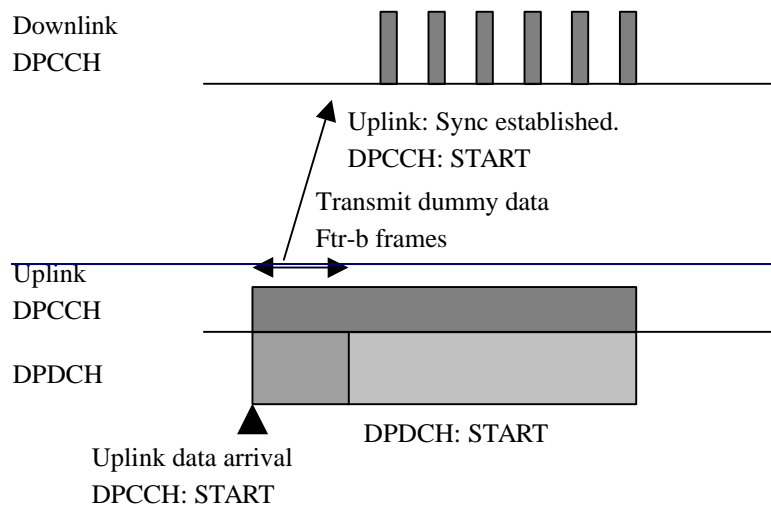 Downlink
DPCCH
Uplink: Sync established.
DPCCH: START
Transmit dummy data
Ftr-b frames
Uplink
DPCCH
DPDCH
DPDCH: START
Uplink data arrival
DPCCH: START